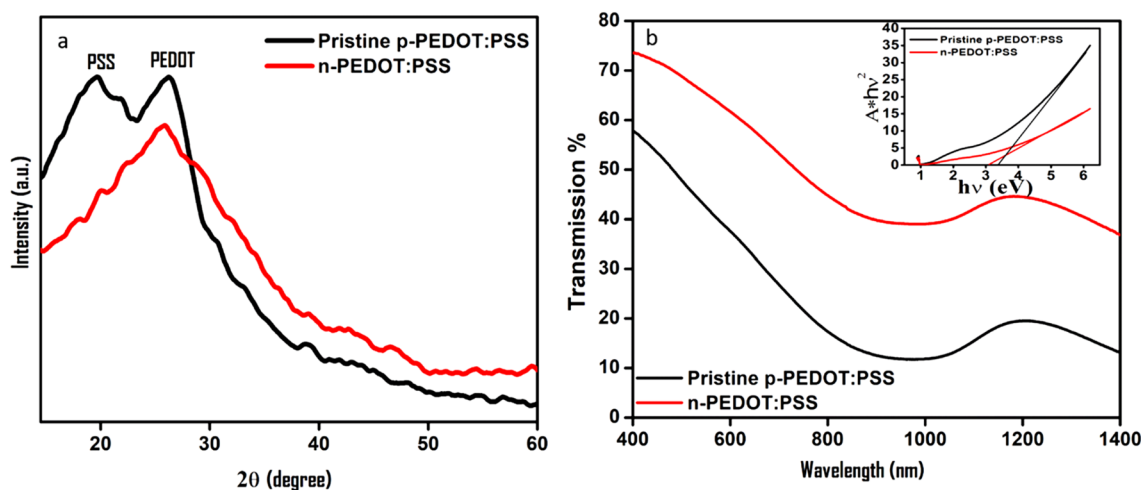 a
PSS
PEDOT
Pristine p-PEDOT:PSS
n-PEDOT:PSS
Intensity (a.u.)
20
30
40
50
60
2θ (degree)
b
80
70
60
50
40
30
20
10
0
Transmission %
Pristine p-PEDOT:PSS
n-PEDOT:PSS
400
600
800
1000
1200
1400
Wavelength (nm)
40
35
30
25
20
15
10
5
0
A*hν²
Pristine p-PEDOT:PSS
n-PEDOT:PSS
1
2
3
4
5
6
hν (eV)